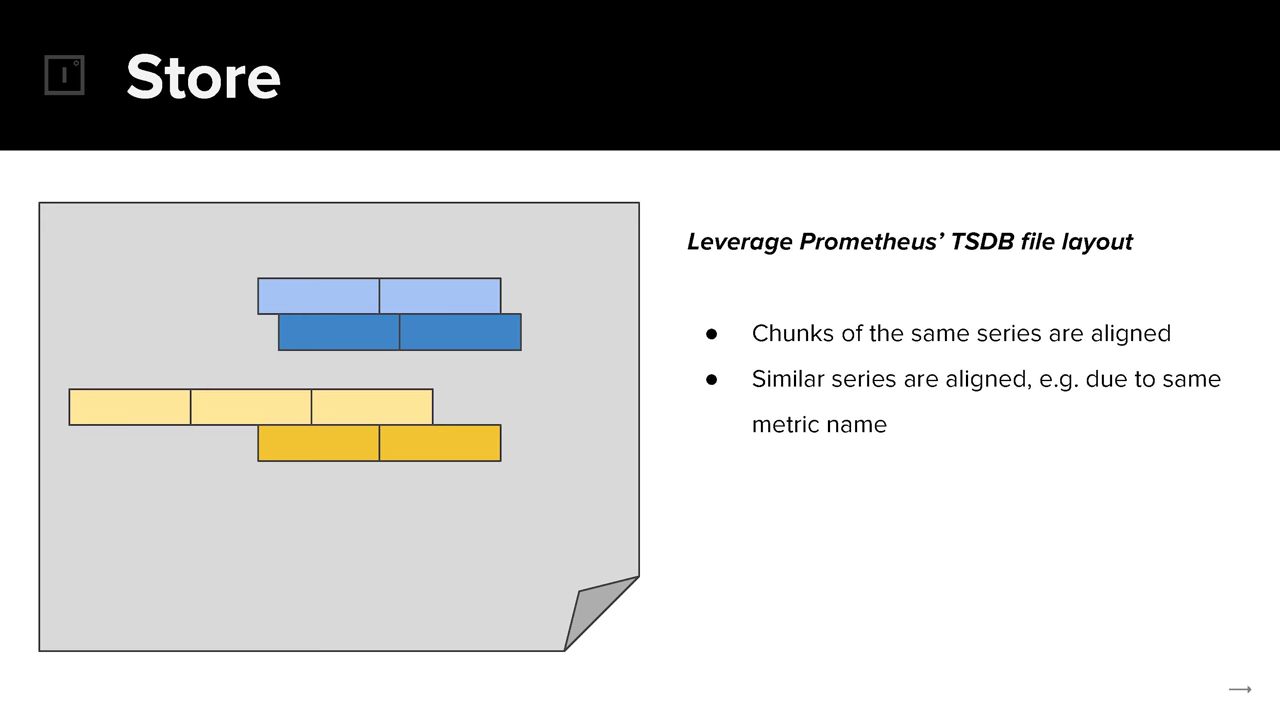 Store
Leverage Prometheus’ TSDB file layout
● Chunks of the same series are aligned
● Similar series are aligned, e.g. due to same
metric name